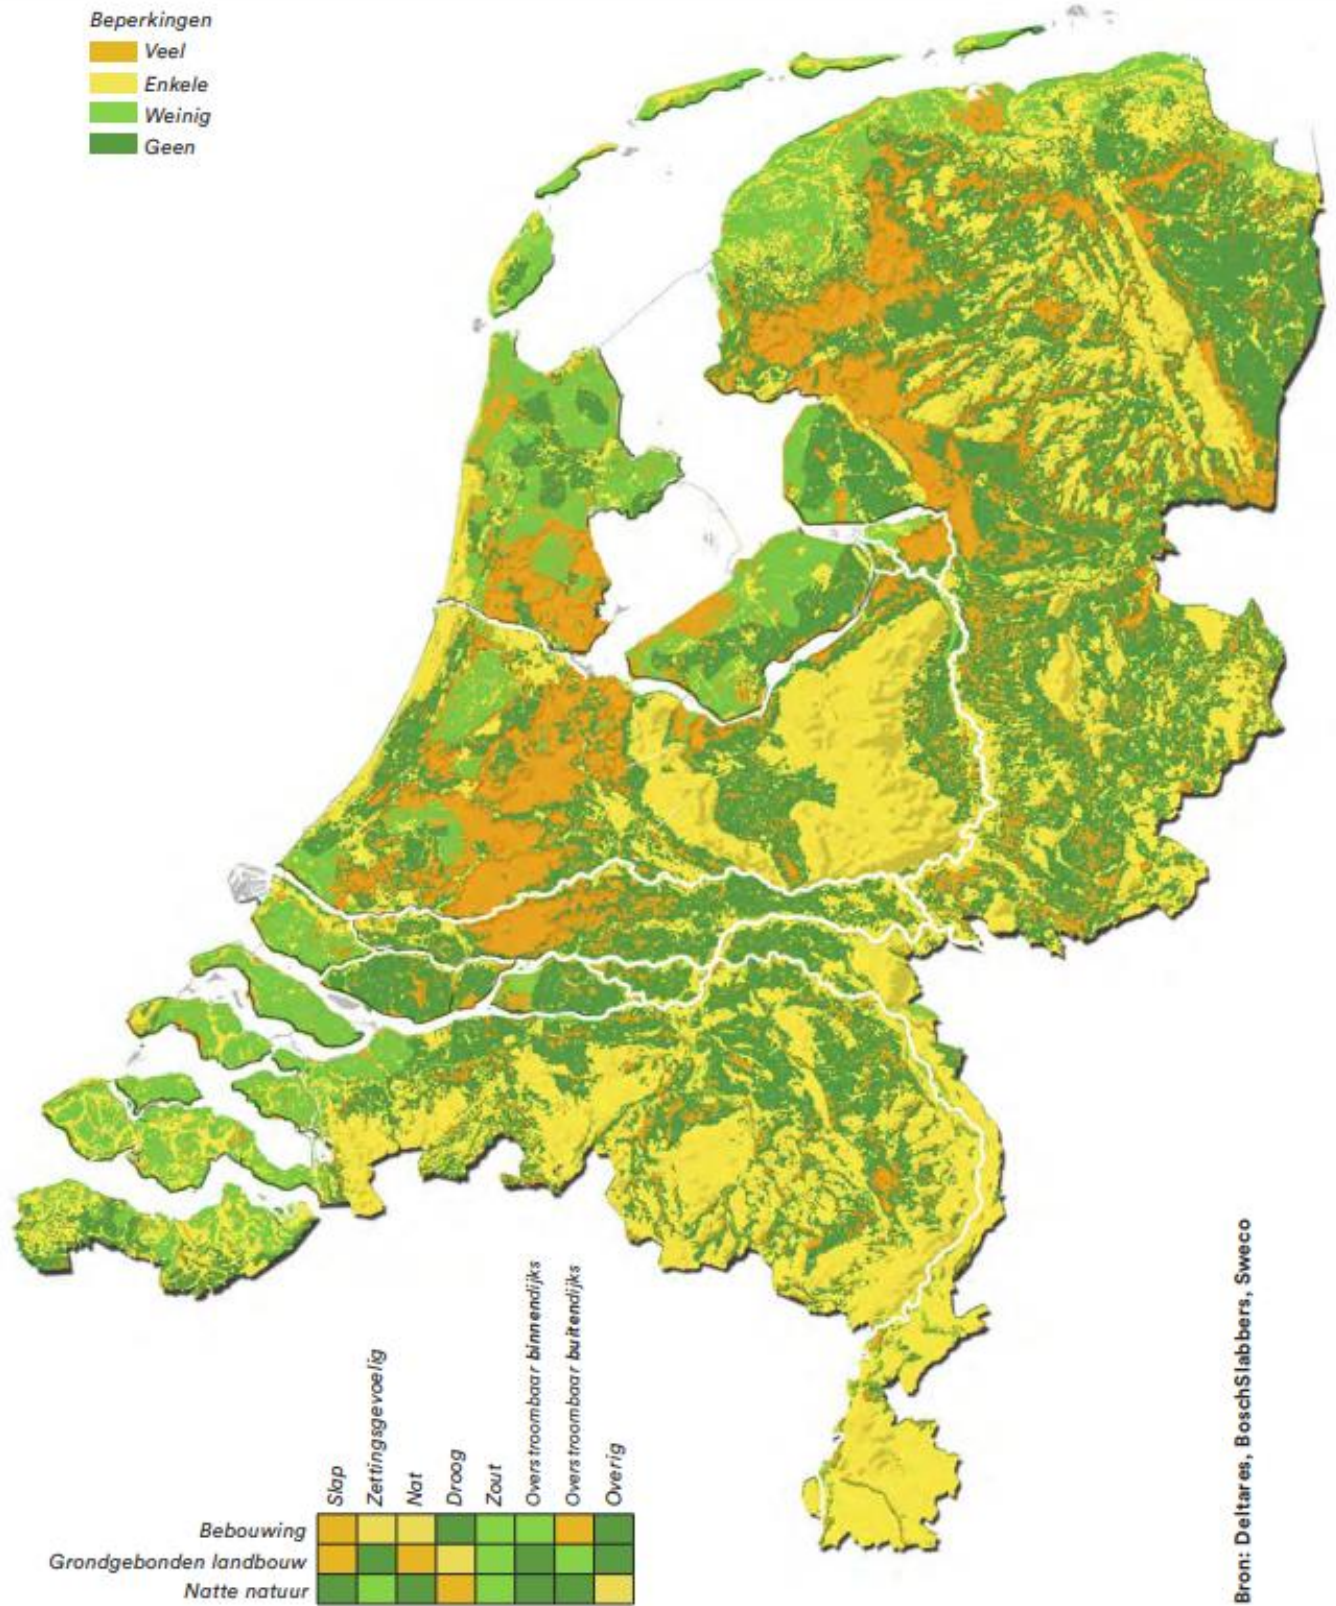 Beperkingen
Veel
Enkele
Weinig
Geen
Slap
Zettingsgevoelig
Nat
Droog
Zout
Overstroombaar binnendijks
Overstroombaar buitendijks
Overig
Bebouwing
Grondgebonden landbouw
Natte natuur
Bron: Deltares, BoschSlabbers, Sweco